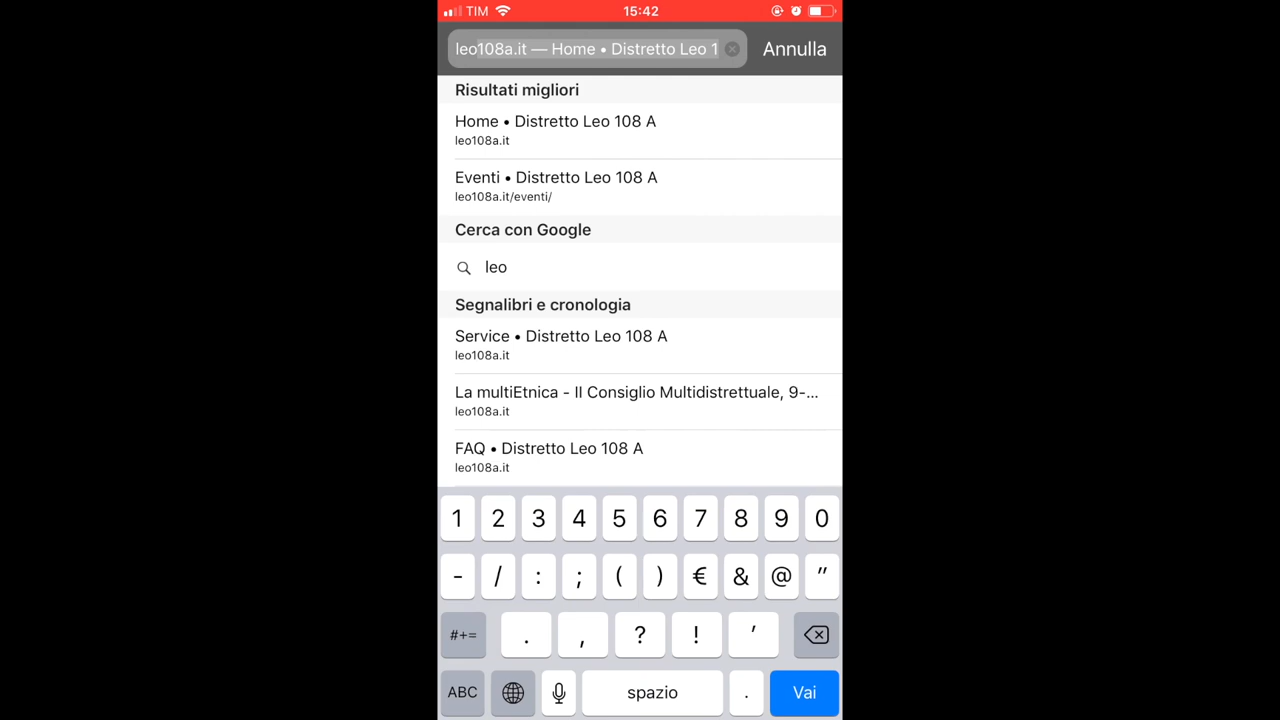 TIM 15:42
leo108a.it — Home • Distretto Leo 1 Annulla
Risultati migliori
Home • Distretto Leo 108 A
leo108a.it
Eventi • Distretto Leo 108 A
leo108a.it/eventi/
Cerca con Google
leo
Segnalibri e cronologia
Service • Distretto Leo 108 A
leo108a.it
La multiEtnica - II Consiglio Multidistrettuale, 9-...
leo108a.it
FAQ • Distretto Leo 108 A
leo108a.it
1 2 3 4 5 6 7 8 9 0
- / : ; ( ) € & @ "
#+= . , ? ! '
ABC spazio . Vai